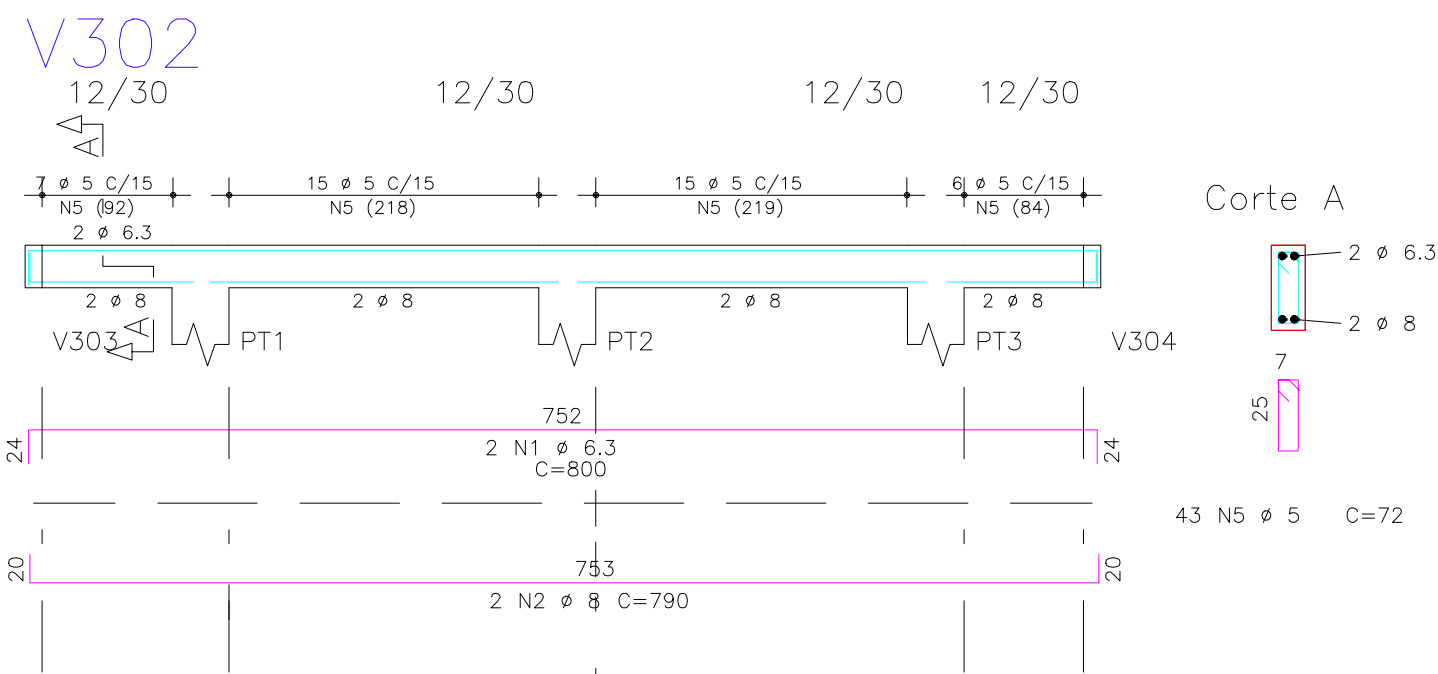 V302
12/30 12/30 12/30 12/30
A
7 ø 5 C/15 15 ø 5 C/15 15 ø 5 C/15 6 ø 5 C/15
N5 (92) N5 (218) N5 (219) N5 (84)
Corte A
2 ø 6.3
2 ø 6.3
2 ø 8 2 ø 8 2 ø 8 2 ø 8
2 ø 8
A
V303 PT1 PT2 PT3 V304
7
25
752
24 24
2 N1 ø 6.3
C=800
43 N5 ø 5 C=72
753
20 20
2 N2 ø 8 C=790